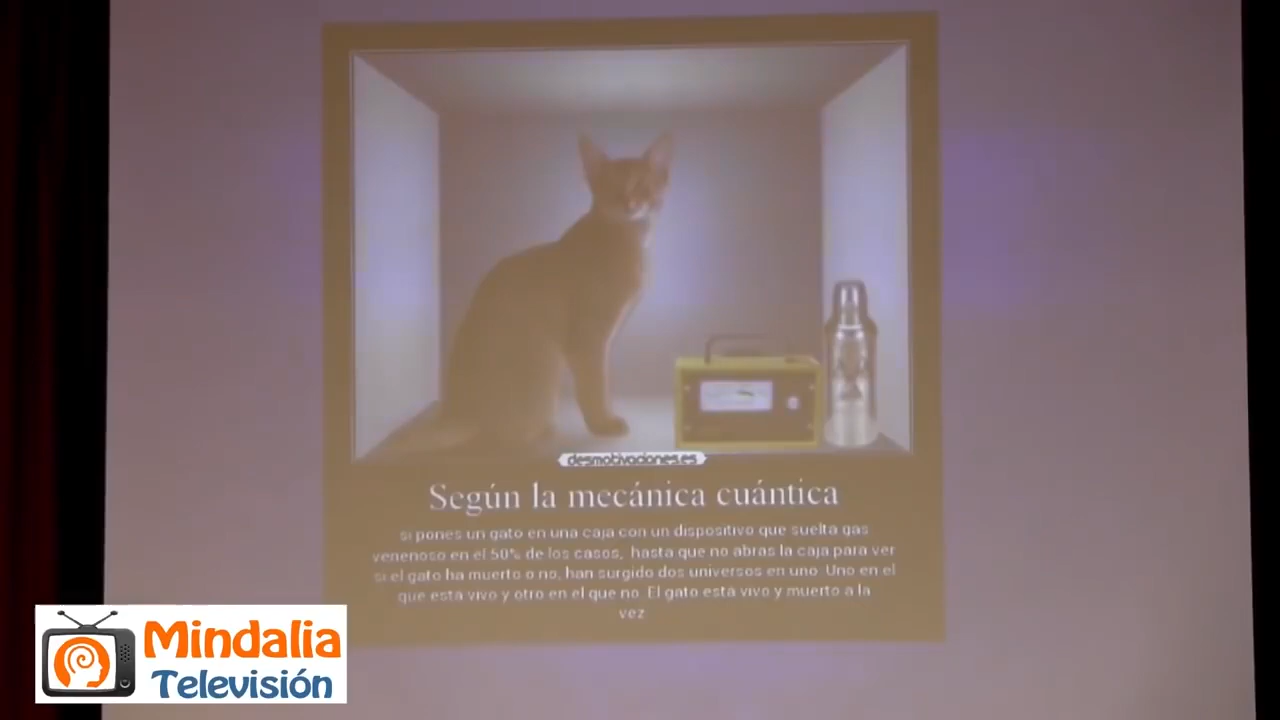 desmotivaciones.es
Según la mecánica cuántica
si pones un gato en una caja con un dispositivo que suelta gas
venenoso en el 50% de los casos, hasta que no abras la caja para ver
si el gato ha muerto o no, han surgido dos universos en uno. Uno en el
que esta vivo y otro en el que no. El gato está vivo y muerto a la
vez
Mindalia
Televisión